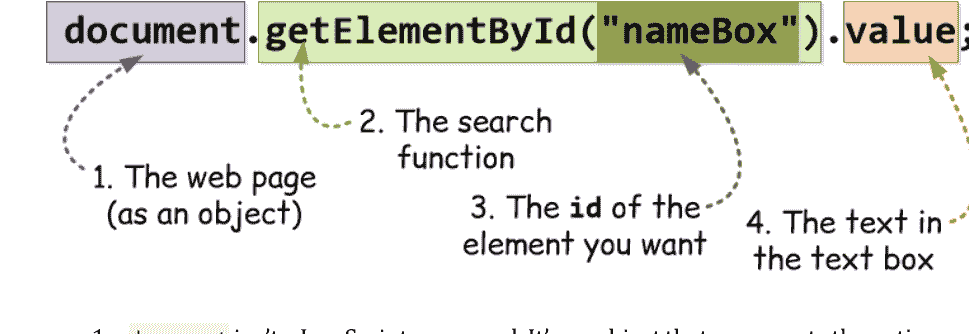 document.getElementById("nameBox").value;
2. The search
function
1. The web page
(as an object)
3. The id of the
element you want
4. The text in
the text box